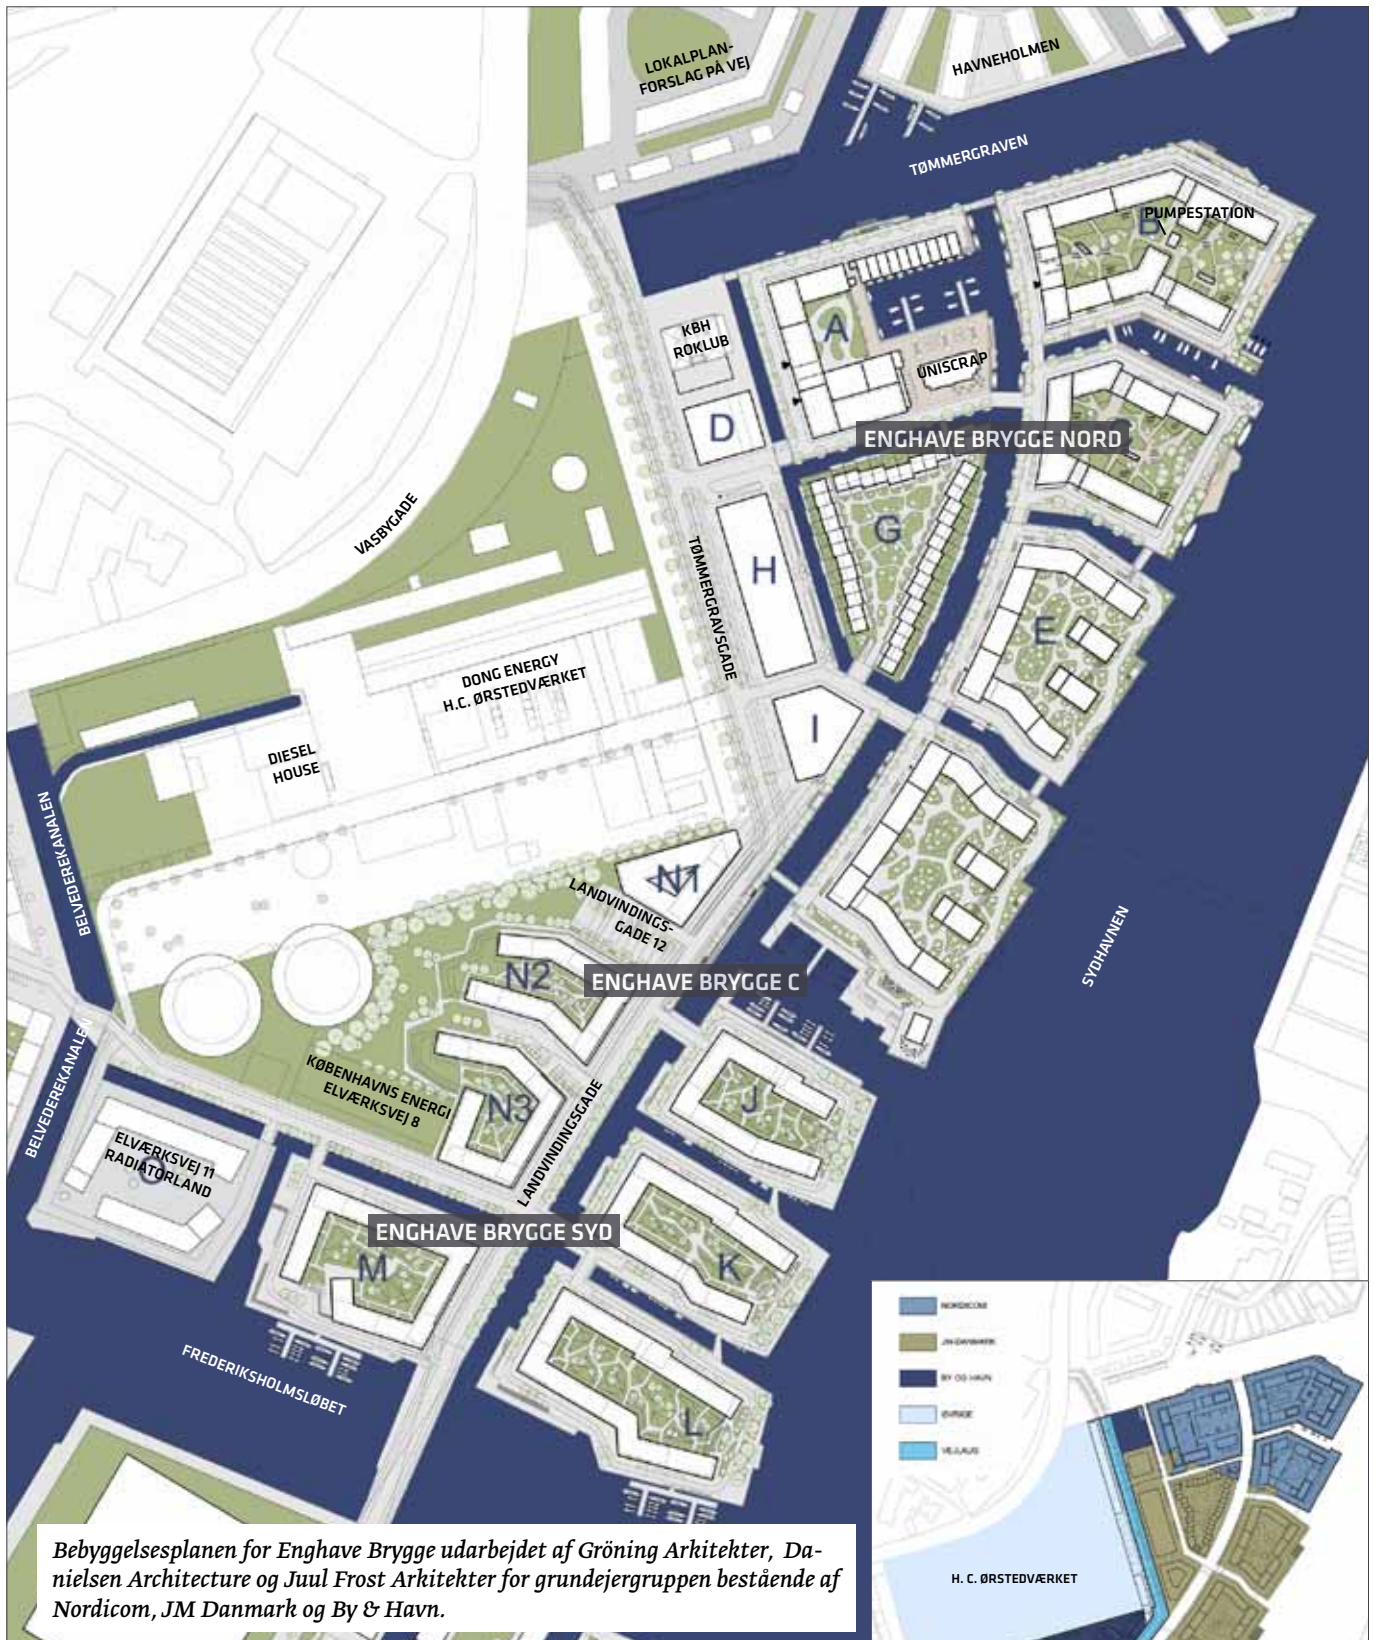 LOKALPLAN-
FORSLAG PÅ VEJ
HAVNEHOLMEN
TØMMERGRAVEN
PUMPESTATION
B
KBH
ROKLUB
A
UNISCRAP
D
ENGHAVE BRYGGE NORD
VASBYGADE
G
TØMMERGRAVSGADE
H
E
DONG ENERGY
H.C. ØRSTEDVÆRKET
DIESEL
HOUSE
I
BELVEDEREKANALEN
N1
LANDVINDINGS-
GADE 12
SYDHAVNEN
N2
ENGHAVE BRYGGE C
BELVEDEREKANALEN
KØBENHAVNS ENERGI
ELVÆRKSVEJ 8
N3
J
LANDVINDINGSGADE
ELVÆRKSVEJ 11
RADIATORLAND
O
ENGHAVE BRYGGE SYD
M
K
FREDERIKSHOLMSLØBET
L
NORDICOM
JM DANMARK
BY OG HAVN
ØVRIGE
VEJLAUG
H. C. ØRSTEDVÆRKET
Bebyggelsesplanen for Enghave Brygge udarbejdet af Gröning Arkitekter, Da-
nielsen Architecture og Juul Frost Arkitekter for grundejergruppen bestående af
Nordicom, JM Danmark og By & Havn.